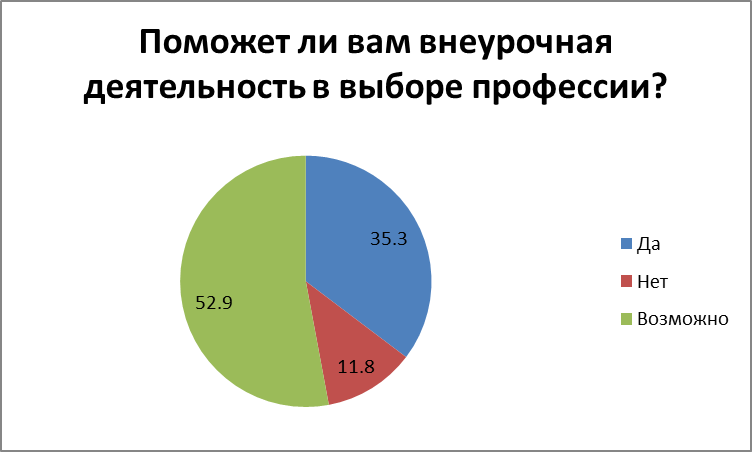 Поможет ли вам внеурочная
деятельность в выборе профессии?
35.3
11.8
52.9
Да
Нет
Возможно